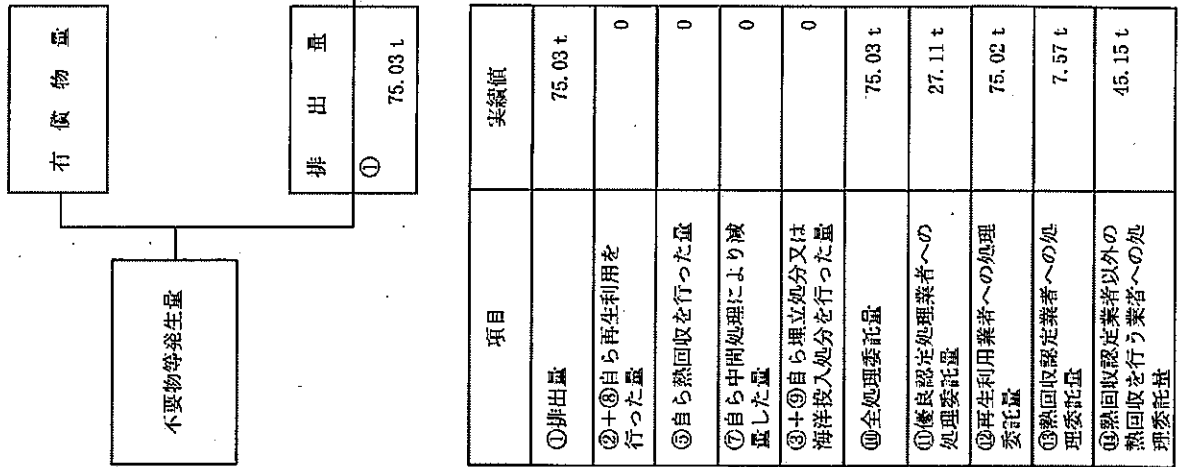 有償物量
不要物等発生量
排出量
①
75.03 t
項目
実績値
①排出量
75.03 t
②+⑧自ら再生利用を
行った量
0
⑤自ら熱回収を行った量
0
⑦自ら中間処理により減
量した量
0
③+⑨自ら埋立処分又は
海洋投入処分を行った量
0
⑩全処理委託量
75.03 t
⑪優良認定処理業者への
処理委託量
27.11 t
⑫再生利用業者への処理
委託量
75.02 t
⑬熱回収認定業者への処
理委託量
7.57 t
⑭熱回収認定業者以外の
熱回収を行う業者への処
理委託量
45.15 t